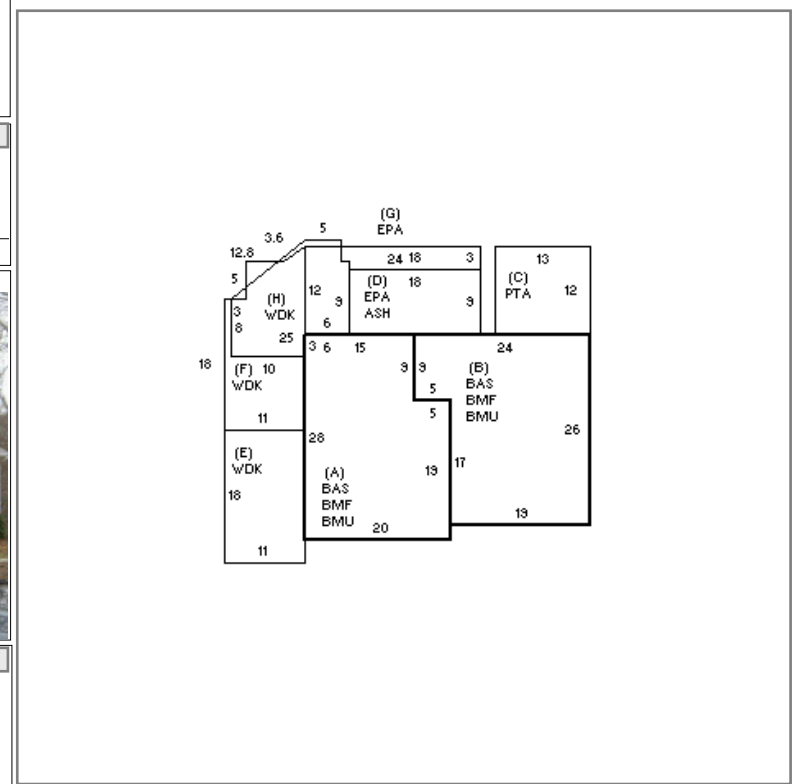 (G)
EPA
5
3.6
12.8
24 18 3
13
5
(D)
EPA
ASH
18
(C)
PTA
12
12
9
9
(H)
WDK
3
8
6
25
3 6 15
24
18
(F) 10
WDK
9 9
(B)
BAS
BMF
BMU
5
5
11
26
28
(E)
WDK
18
19
17
(A)
BAS
BMF
BMU
20
19
11